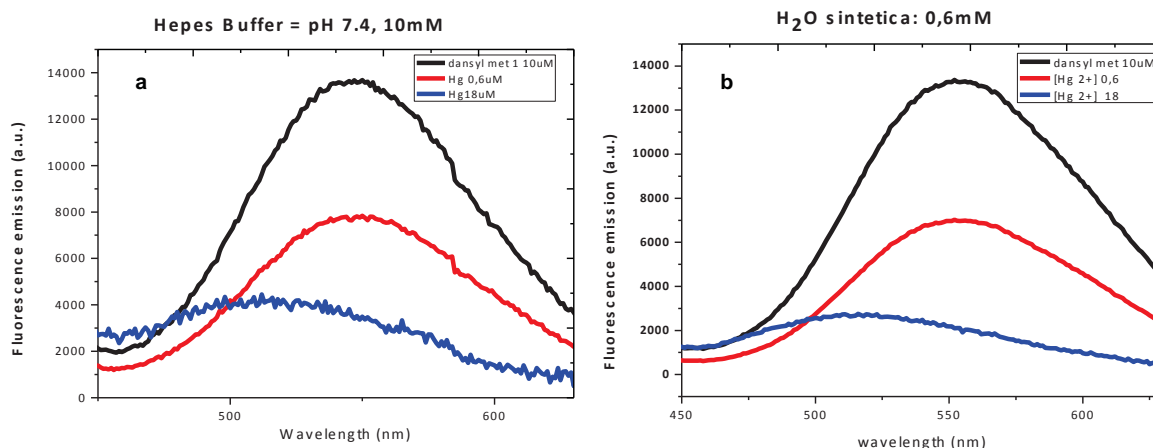 Hepes Buffer = pH 7.4, 10mM
a
dansyl met 1 10uM
Hg 0,6uM
Hg18uM
14000
12000
10000
8000
6000
4000
2000
0
Fluorescence emission (a.u.)
500
600
Wavelength (nm)
H2O sintetica: 0,6mM
b
dansyl met 10uM
[Hg 2+] 0,6
[Hg 2+] 18
14000
12000
10000
8000
6000
4000
2000
0
Fluorescence emission (a.u.)
450
500
550
600
wavelength (nm)